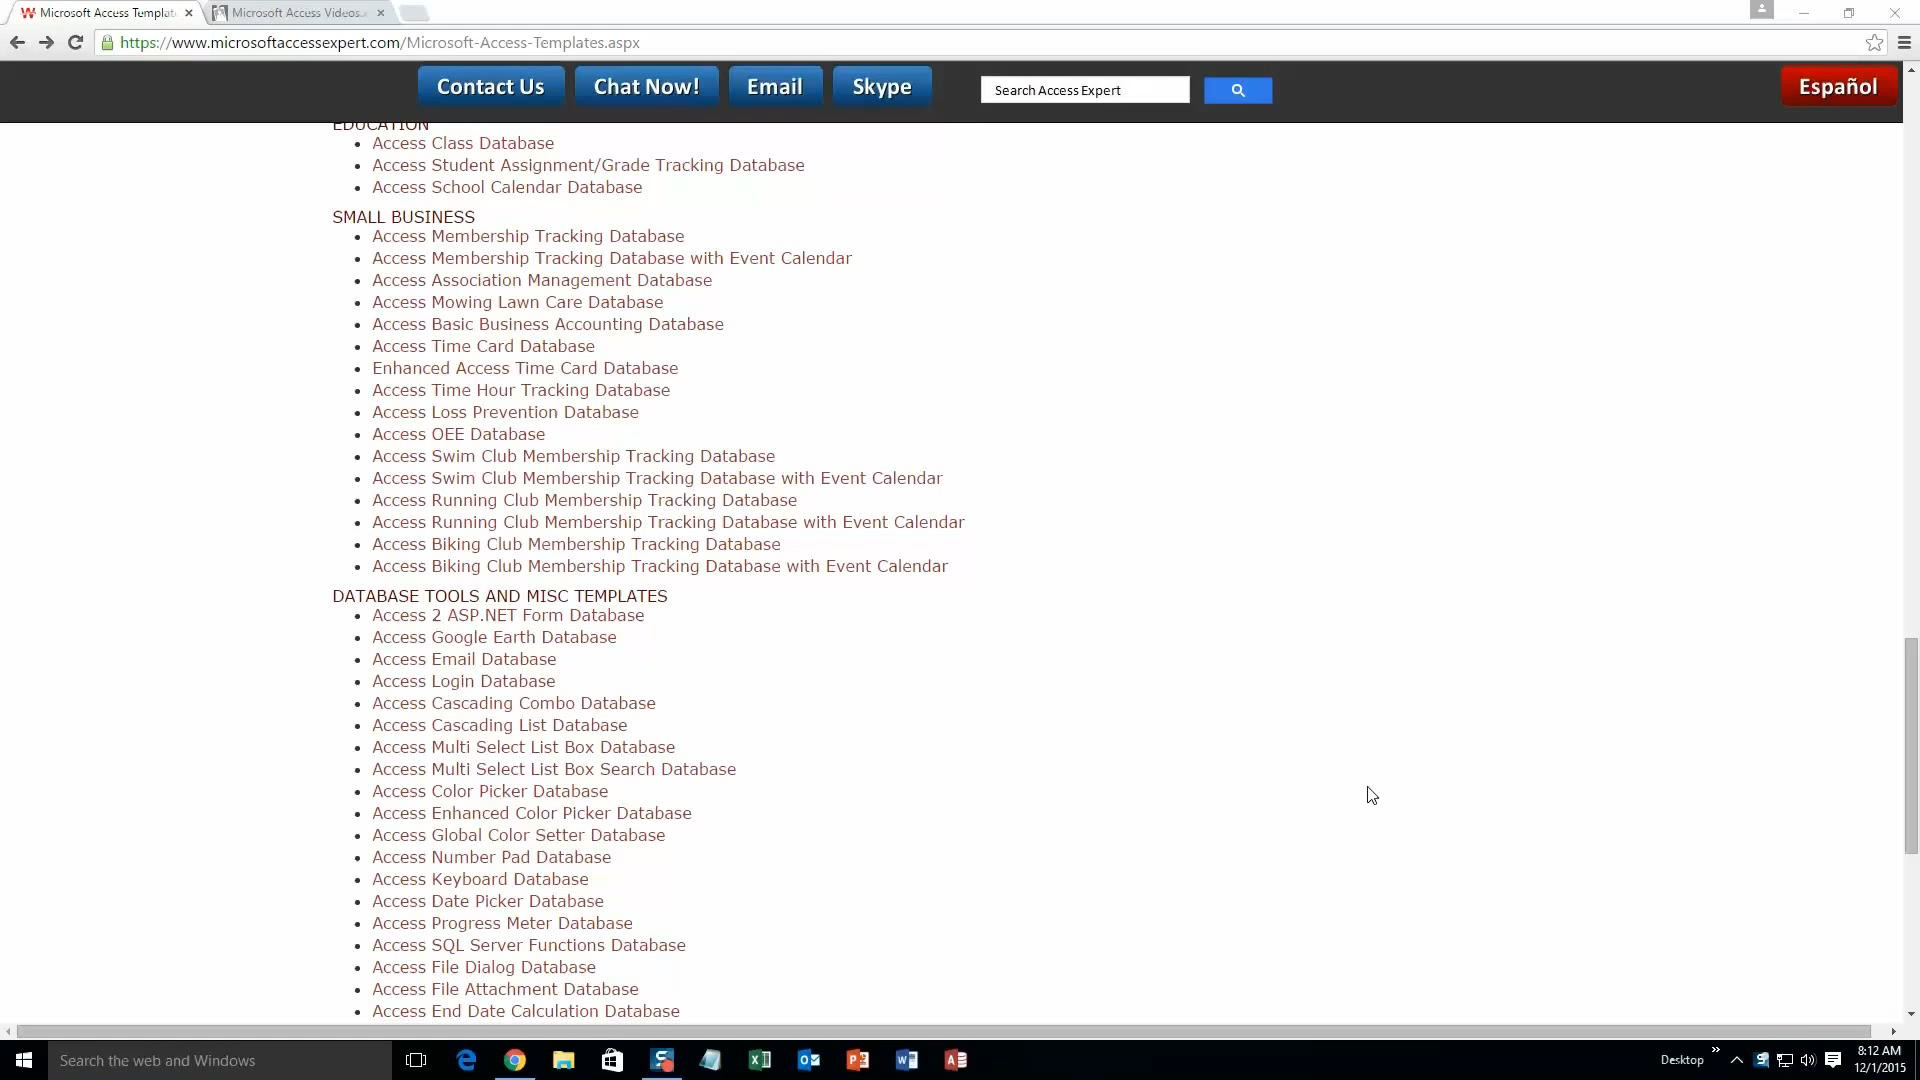 Microsoft Access Templat
Microsoft Access Videos.
https://www.microsoftaccessexpert.com/Microsoft-Access-Templates.aspx
Contact Us
Chat Now!
Email
Skype
Search Access Expert
Español
EDUCATION
Access Class Database
Access Student Assignment/Grade Tracking Database
Access School Calendar Database
SMALL BUSINESS
Access Membership Tracking Database
Access Membership Tracking Database with Event Calendar
Access Association Management Database
Access Mowing Lawn Care Database
Access Basic Business Accounting Database
Access Time Card Database
Enhanced Access Time Card Database
Access Time Hour Tracking Database
Access Loss Prevention Database
Access OEE Database
Access Swim Club Membership Tracking Database
Access Swim Club Membership Tracking Database with Event Calendar
Access Running Club Membership Tracking Database
Access Running Club Membership Tracking Database with Event Calendar
Access Biking Club Membership Tracking Database
Access Biking Club Membership Tracking Database with Event Calendar
DATABASE TOOLS AND MISC TEMPLATES
Access 2 ASP.NET Form Database
Access Google Earth Database
Access Email Database
Access Login Database
Access Cascading Combo Database
Access Cascading List Database
Access Multi Select List Box Database
Access Multi Select List Box Search Database
Access Color Picker Database
Access Enhanced Color Picker Database
Access Global Color Setter Database
Access Number Pad Database
Access Keyboard Database
Access Date Picker Database
Access Progress Meter Database
Access SQL Server Functions Database
Access File Dialog Database
Access File Attachment Database
Access End Date Calculation Database
Search the web and Windows
Desktop
8:12 AM
12/1/2015